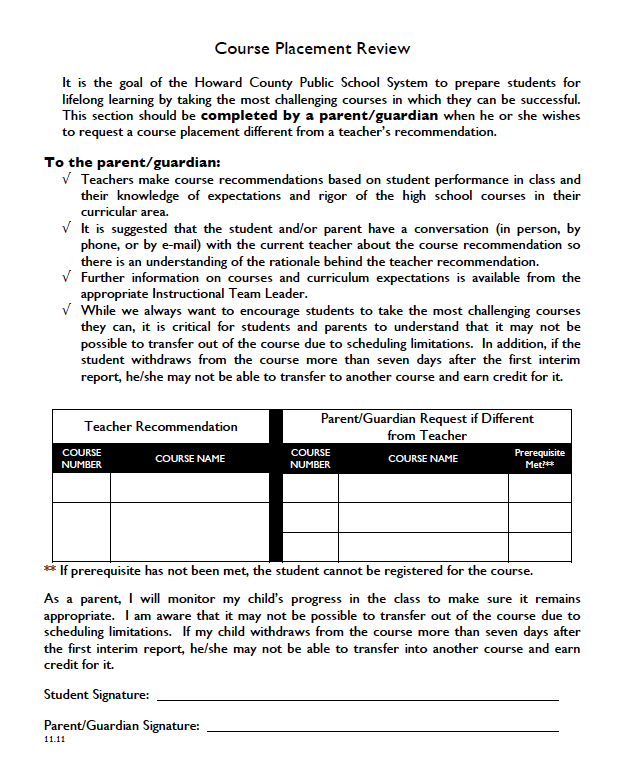 Course Placement Review
It is the goal of the Howard County Public School System to prepare students for
lifelong learning by taking the most challenging courses in which they can be successful.
This section should be completed by a parent/guardian when he or she wishes
to request a course placement different from a teacher's recommendation.
To the parent/guardian:
√ Teachers make course recommendations based on student performance in class and
their knowledge of expectations and rigor of the high school courses in their
curricular area.
√ It is suggested that the student and/or parent have a conversation (in person, by
phone, or by e-mail) with the current teacher about the course recommendation so
there is an understanding of the rationale behind the teacher recommendation.
√ Further information on courses and curriculum expectations is available from the
appropriate Instructional Team Leader.
√ While we always want to encourage students to take the most challenging courses
they can, it is critical for students and parents to understand that it may not be
possible to transfer out of the course due to scheduling limitations. In addition, if the
student withdraws from the course more than seven days after the first interim
report, he/she may not be able to transfer to another course and earn credit for it.
Teacher Recommendation
Parent/Guardian Request if Different
from Teacher
COURSE
NUMBER
COURSE NAME
COURSE
NUMBER
COURSE NAME
Prerequisite
Met?**
** If prerequisite has not been met, the student cannot be registered for the course.
As a parent, I will monitor my child's progress in the class to make sure it remains
appropriate. I am aware that it may not be possible to transfer out of the course due to
scheduling limitations. If my child withdraws from the course more than seven days after
the first interim report, he/she may not be able to transfer into another course and earn
credit for it.
Student Signature:
Parent/Guardian Signature:
11.11